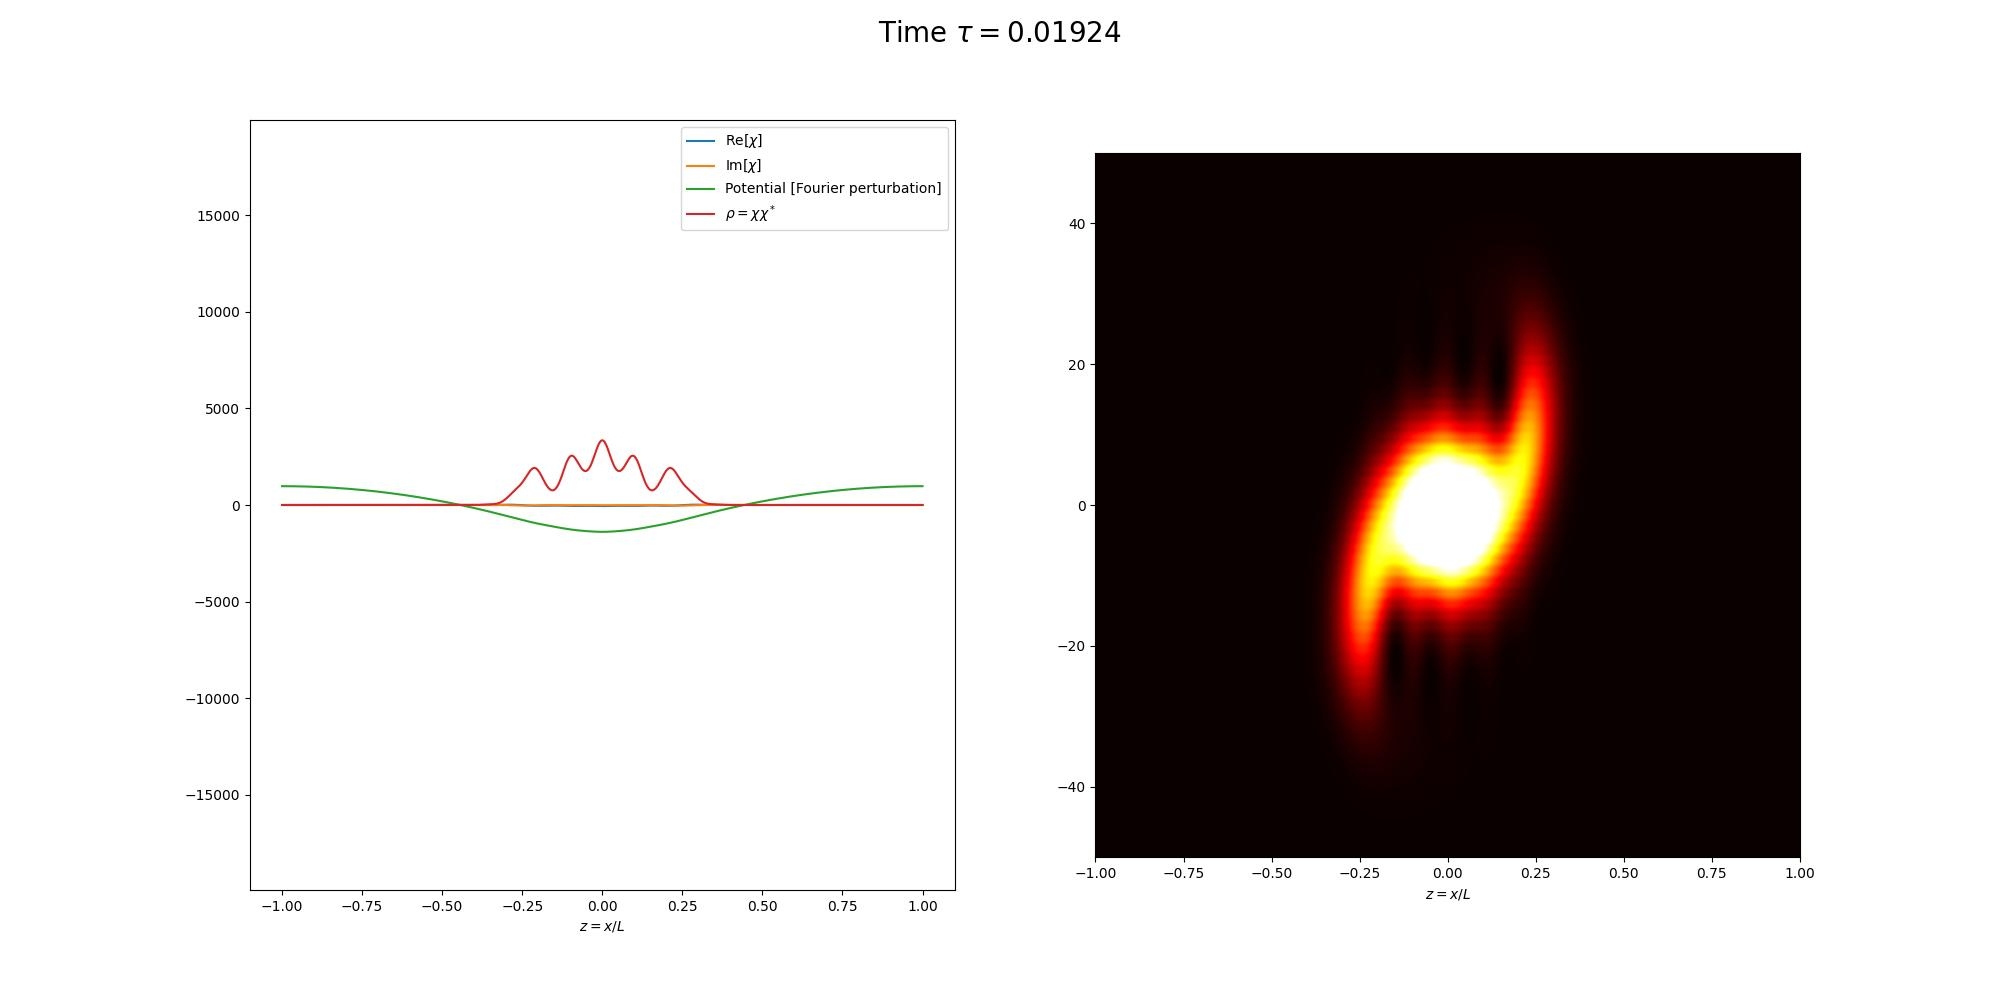 Time τ = 0.01924
Re[χ]
Im[χ]
Potential [Fourier perturbation]
ρ = χχ*
15000
10000
5000
0
−5000
−10000
−15000
−1.00 −0.75 −0.50 −0.25 0.00 0.25 0.50 0.75 1.00
z = x/L
40
20
0
−20
−40
−1.00 −0.75 −0.50 −0.25 0.00 0.25 0.50 0.75 1.00
z = x/L